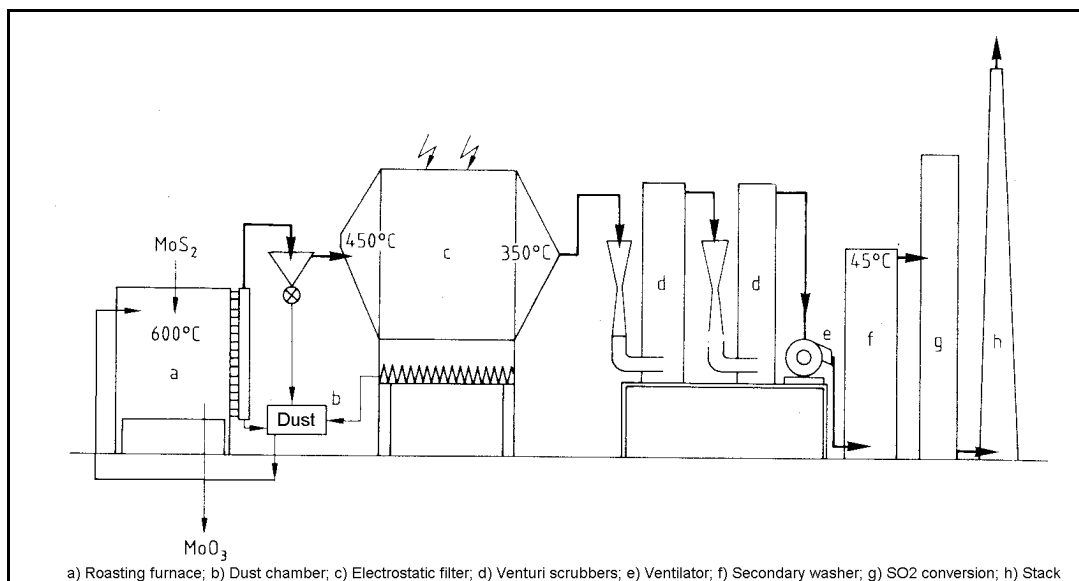 MoS2
600°C
a
MoO3
Dust
b
450°C
c
350°C
d
d
e
45°C
f
g
h
a) Roasting furnace; b) Dust chamber; c) Electrostatic filter; d) Venturi scrubbers; e) Ventilator; f) Secondary washer; g) SO2 conversion; h) Stack